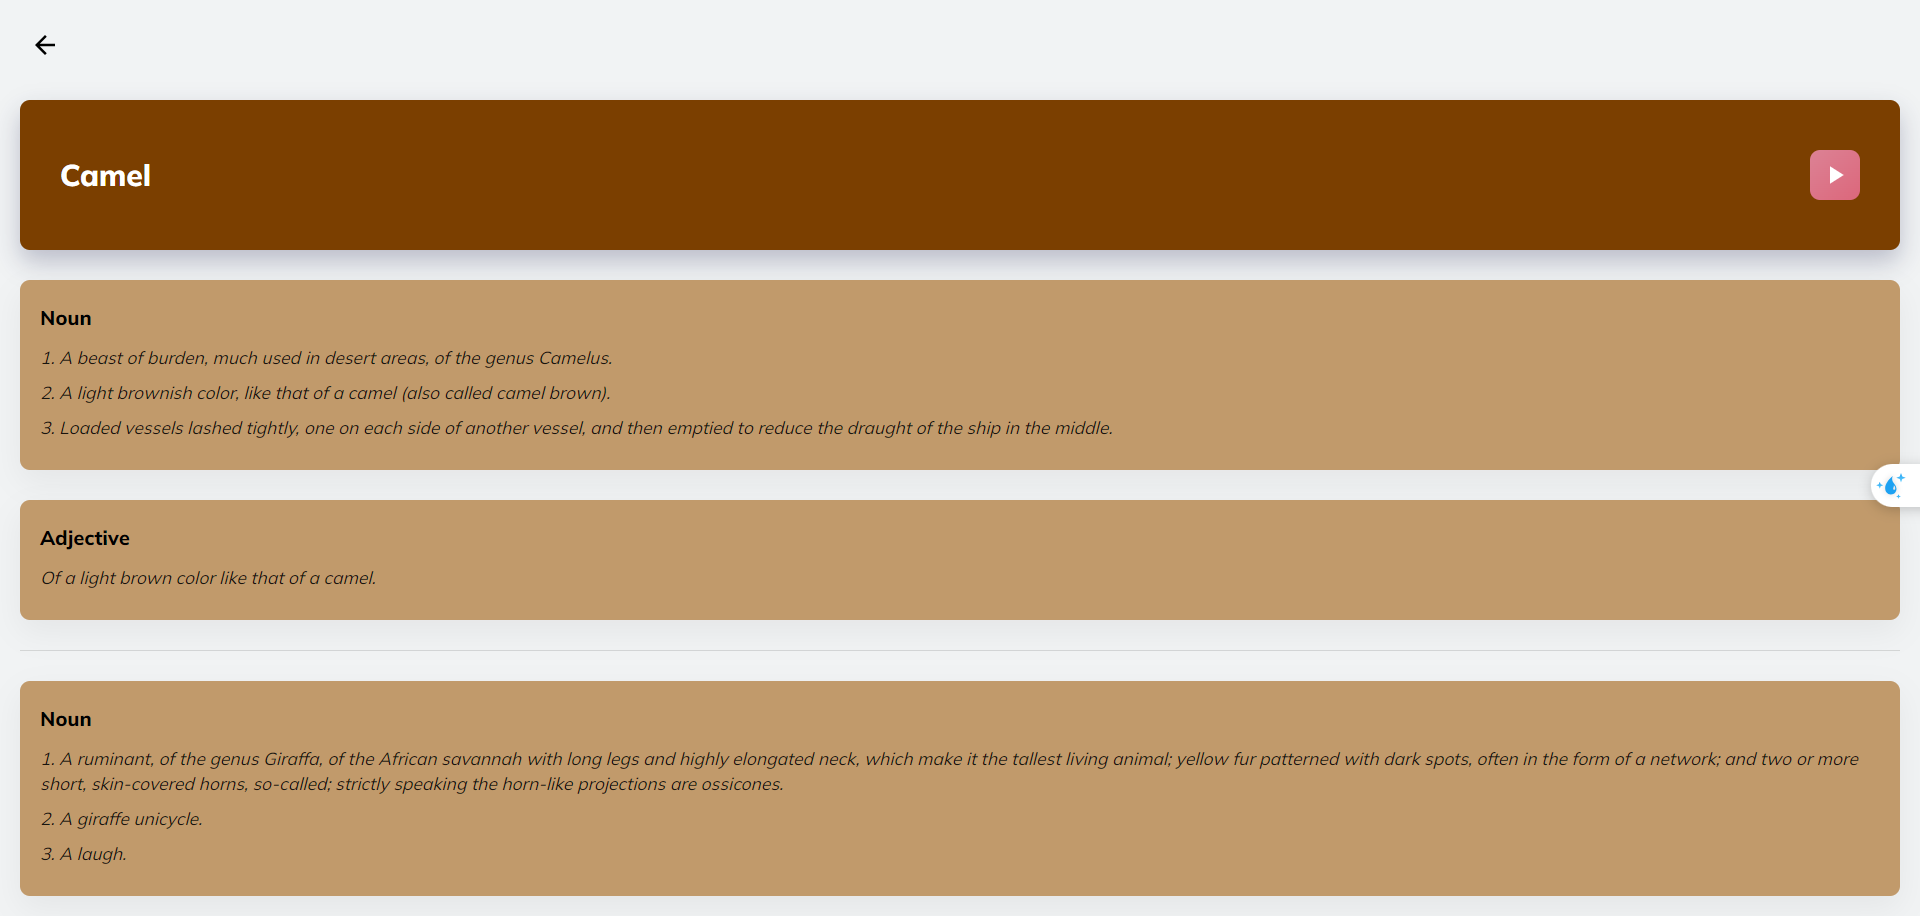 Camel
Noun
1. A beast of burden, much used in desert areas, of the genus Camelus.
2. A light brownish color, like that of a camel (also called camel brown).
3. Loaded vessels lashed tightly, one on each side of another vessel, and then emptied to reduce the draught of the ship in the middle.
Adjective
Of a light brown color like that of a camel.
Noun
1. A ruminant, of the genus Giraffa, of the African savannah with long legs and highly elongated neck, which make it the tallest living animal; yellow fur patterned with dark spots, often in the form of a network; and two or more
short, skin-covered horns, so-called; strictly speaking the horn-like projections are ossicones.
2. A giraffe unicycle.
3. A laugh.